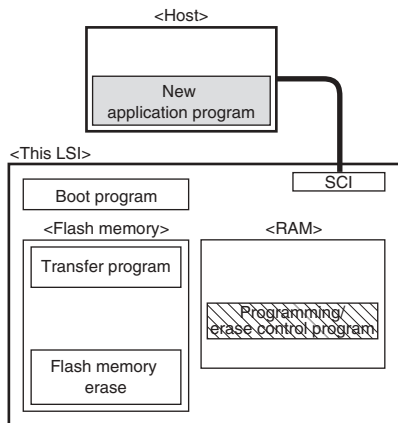 <Host>
New
application program
<This LSI>
SCI
Boot program
<Flash memory>
<RAM>
Transfer program
Programming/
erase control program
Flash memory
erase